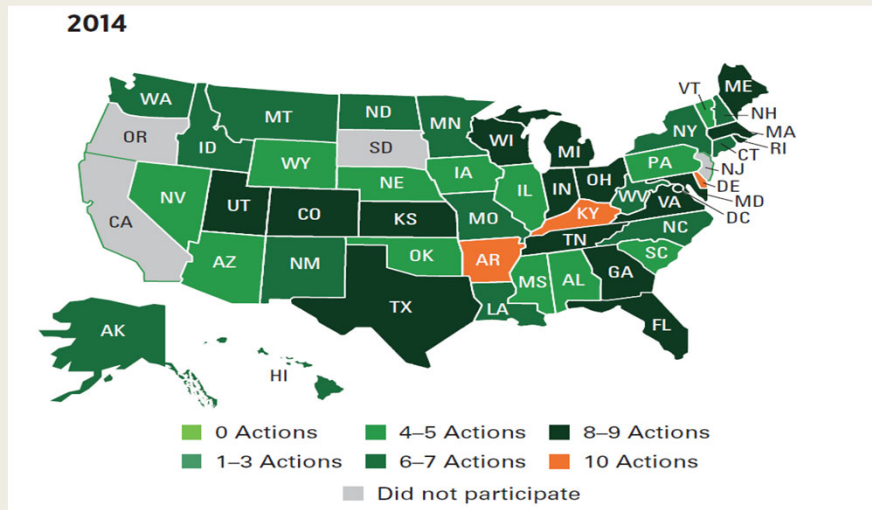 2014
WA
OR
CA
ID
NV
MT
WY
UT
AZ
CO
NM
ND
SD
NE
KS
OK
TX
MN
IA
MO
AR
LA
WI
IL
MI
IN
OH
KY
TN
MS
AL
GA
FL
SC
NC
VA
WV
PA
NY
VT
ME
NH
MA
RI
CT
NJ
DE
MD
DC
AK
HI
0 Actions
4–5 Actions
8–9 Actions
1–3 Actions
6–7 Actions
10 Actions
Did not participate